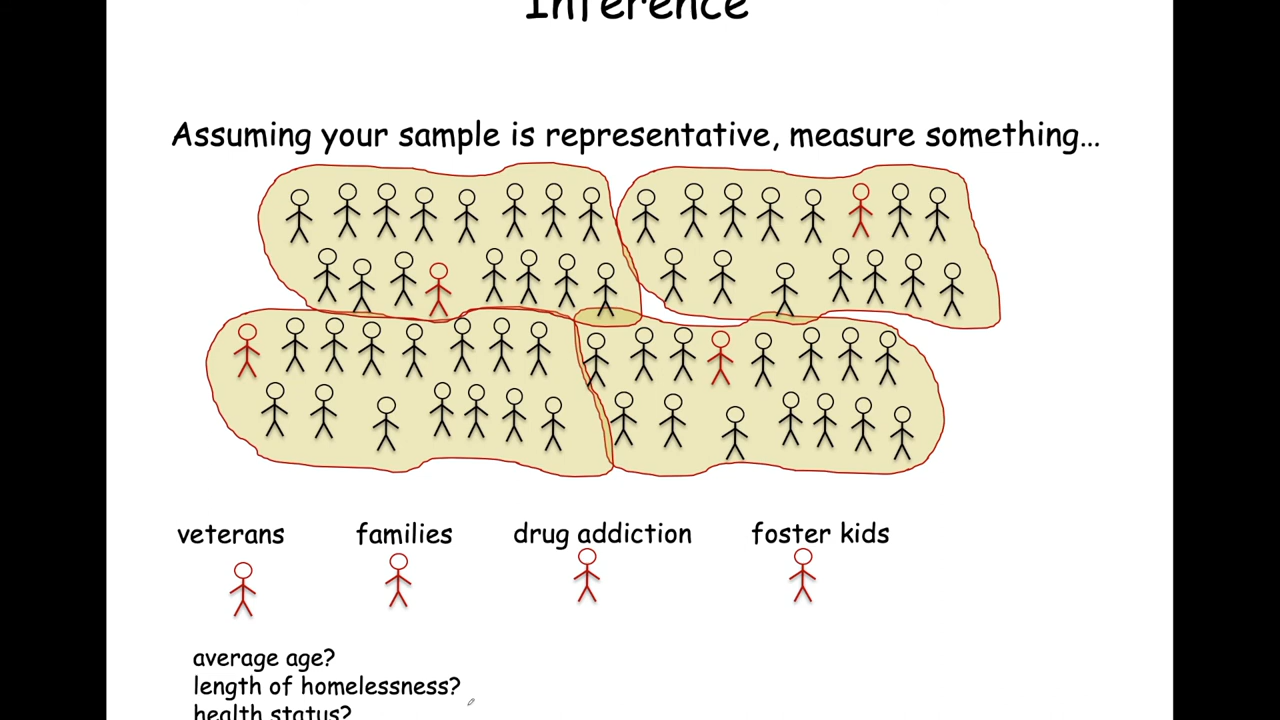 Inference
Assuming your sample is representative, measure something...
veterans families drug addiction foster kids
average age?
length of homelessness?
health status?